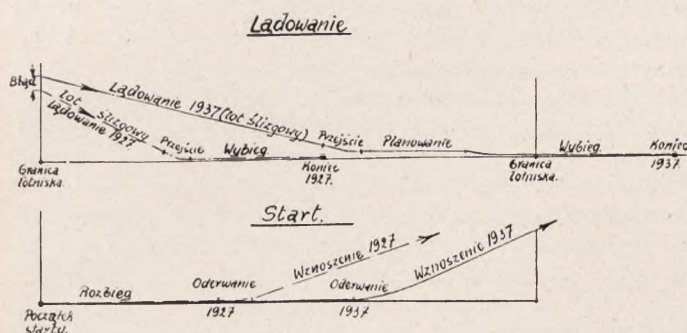 Lądowanie
Błąd
Lądowanie 1937 (lot ślizgowy)
Lot ślizgowy
Lądowanie 1927.
Przejście
Wybieg
Przejście
Planowanie
Wybieg
Granica
lotniska.
Koniec
1927.
Granica
lotniska.
Koniec
1937.
Start.
Wznoszenie 1927
Wznoszenie 1937
Rozbieg
Oderwanie
1927
Oderwanie
1937
Początek
startu.